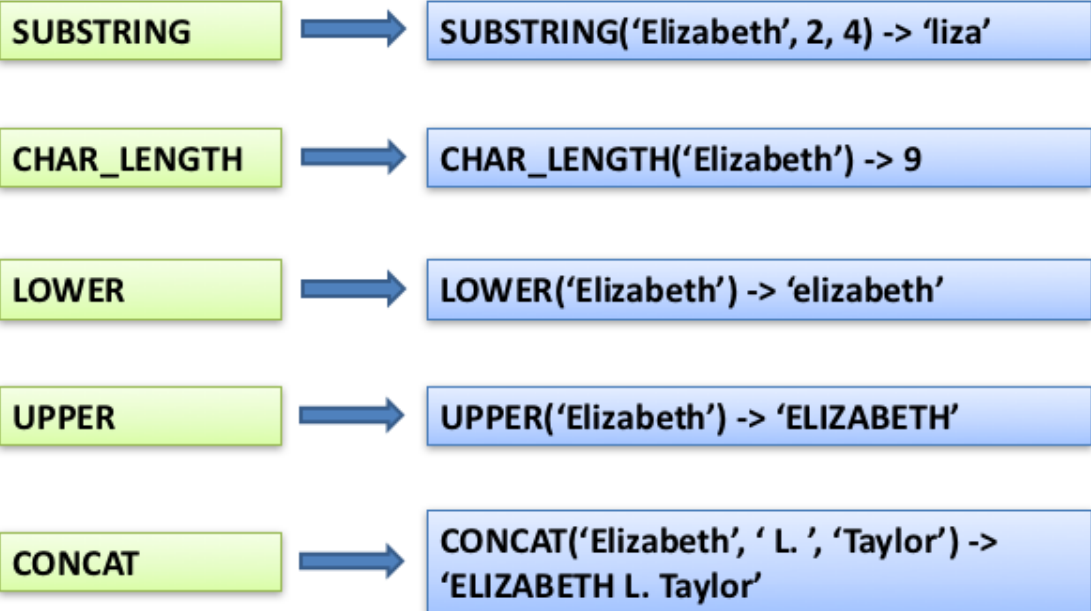 SUBSTRING
SUBSTRING(‘Elizabeth’, 2, 4) -> ‘liza’
CHAR_LENGTH
CHAR_LENGTH(‘Elizabeth’) -> 9
LOWER
LOWER(‘Elizabeth’) -> ‘elizabeth’
UPPER
UPPER(‘Elizabeth’) -> ‘ELIZABETH’
CONCAT
CONCAT(‘Elizabeth’, ‘ L. ’, ‘Taylor’) ->
‘ELIZABETH L. Taylor’